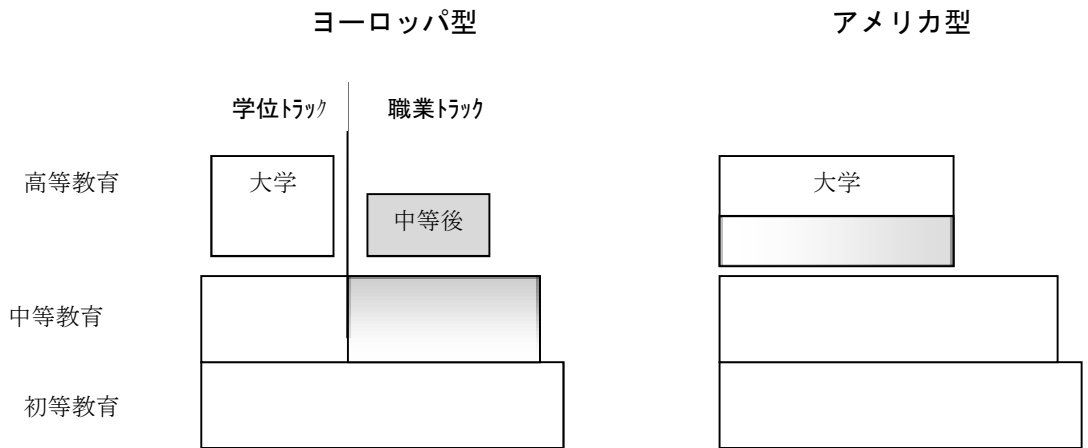 ヨーロッパ型
アメリカ型
学位ﾄﾗｯｸ
職業ﾄﾗｯｸ
高等教育
大学
中等後
大学
中等教育
初等教育